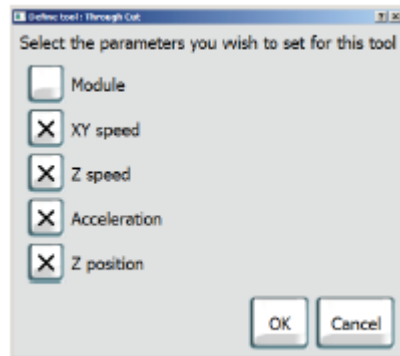 Define tool: Through Cut
Select the parameters you wish to set for this tool
Module
XY speed
Z speed
Acceleration
Z position
OK Cancel